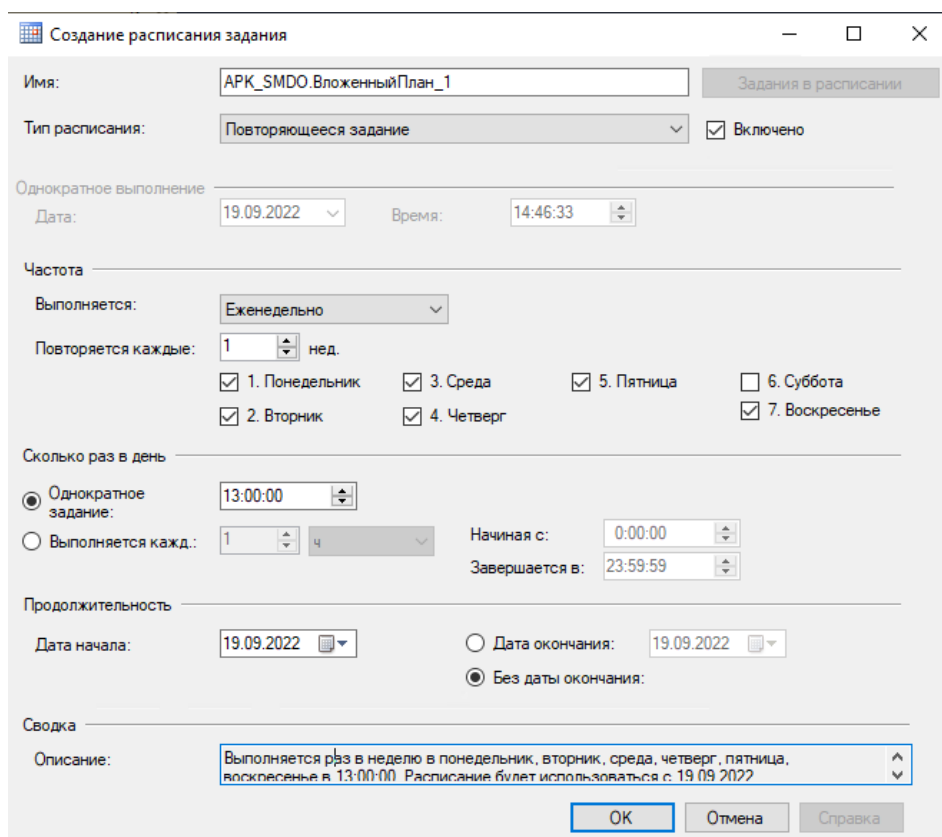 Создание расписания задания
Имя: APK_SMDO.ВложенныйПлан_1 Задания в расписании
Тип расписания: Повторяющееся задание Включено
Однократное выполнение
Дата: 19.09.2022 Время: 14:46:33
Частота
Выполняется: Еженедельно
Повторяется каждые: 1 нед.
1. Понедельник 3. Среда 5. Пятница 6. Суббота
2. Вторник 4. Четверг 7. Воскресенье
Сколько раз в день
Однократное задание: 13:00:00
Выполняется кажд.: 1 ч Начиная с: 0:00:00
Завершается в: 23:59:59
Продолжительность
Дата начала: 19.09.2022 Дата окончания: 19.09.2022
Без даты окончания:
Сводка
Описание: Выполняется раз в неделю в понедельник, вторник, среда, четверг, пятница,
воскресенье в 13:00:00. Расписание будет использоваться с 19.09.2022
OK Отмена Справка